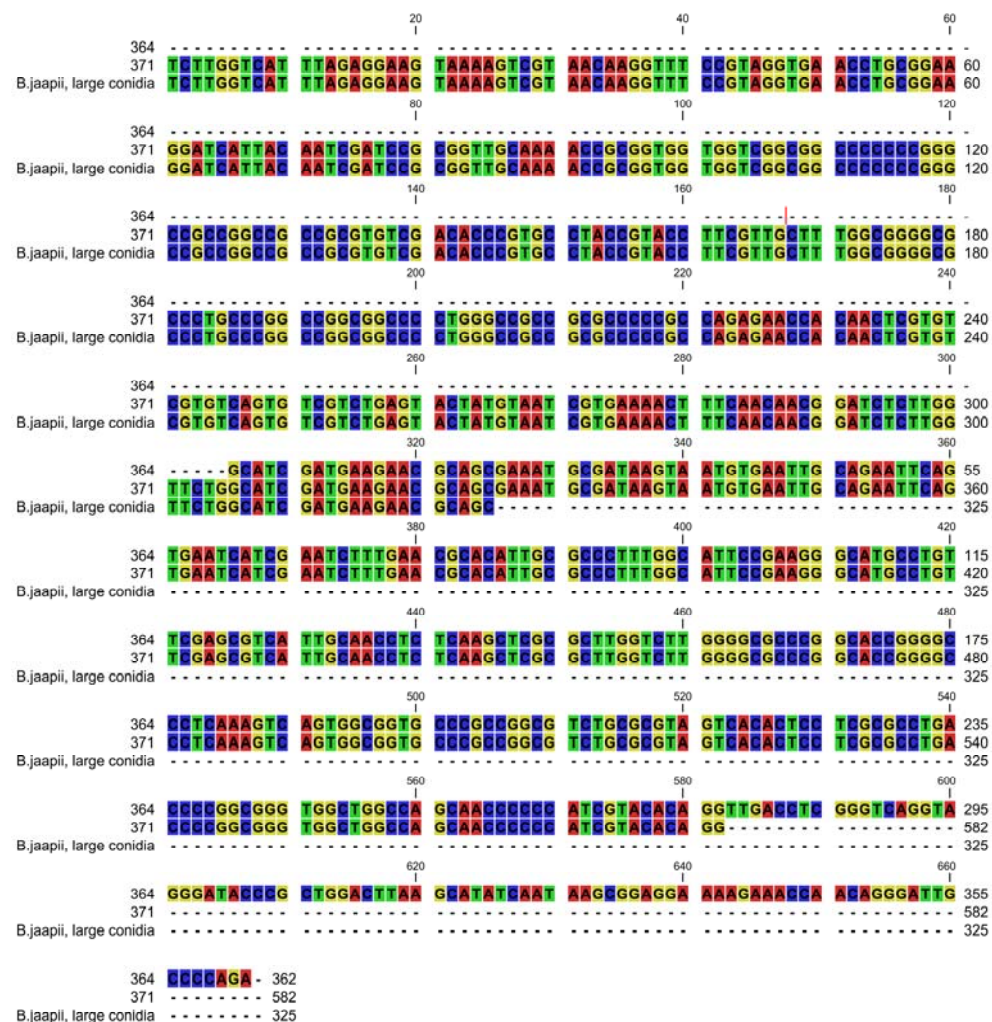 20 40 60
364 - - - - - - - - - - - - - - - - - - - - - - - - - - - - - - - - - - - - - - - - - - - - - - - - - - -
371 TCTTGGTCAT TTAGAGGAAG TAAAAGTCGT AACAAGGTTT CCGTAGGTGA ACCTGCGGAA 60
B.jaapii, large conidia TCTTGGTCAT TTAGAGGAAG TAAAAGTCGT AACAAGGTTT CCGTAGGTGA ACCTGCGGAA 60
80 100 120
364 - - - - - - - - - - - - - - - - - - - - - - - - - - - - - - - - - - - - - - - - - - - - - - - - - - -
371 GGATCATTAC AATCGATCCG CGGTTGCAAA ACCGCGGTGG TGGTCGGCGG CCCCCCCGGG 120
B.jaapii, large conidia GGATCATTAC AATCGATCCG CGGTTGCAAA ACCGCGGTGG TGGTCGGCGG CCCCCCCGGG 120
140 160 180
364 - - - - - - - - - - - - - - - - - - - - - - - - - - - - - - - - - - - - - - - - - - - - - - - - - - -
371 CCGCCGGCCG CCGCGTGTCG ACACCCGTGC CTACCGTACC TTCGTTGCTT TGGCGGGGCG 180
B.jaapii, large conidia CCGCCGGCCG CCGCGTGTCG ACACCCGTGC CTACCGTACC TTCGTTGCTT TGGCGGGGCG 180
200 220 240
364 - - - - - - - - - - - - - - - - - - - - - - - - - - - - - - - - - - - - - - - - - - - - - - - - - - -
371 CCCTGCCCGG CCGGCGGCCC CTGGGCCGCC GCGCCCCCGC CAGAGAACCA CAACTCGTGT 240
B.jaapii, large conidia CCCTGCCCGG CCGGCGGCCC CTGGGCCGCC GCGCCCCCGC CAGAGAACCA CAACTCGTGT 240
260 280 300
364 - - - - - - - - - - - - - - - - - - - - - - - - - - - - - - - - - - - - - - - - - - - - - - - - - - -
371 CGTGTCAGTG TCGTCTGAGT ACTATGTAAT CGTGAAAACT TTCAACAACG GATCTCTTGG 300
B.jaapii, large conidia CGTGTCAGTG TCGTCTGAGT ACTATGTAAT CGTGAAAACT TTCAACAACG GATCTCTTGG 300
320 340 360
364 - - - - - GCATC GATGAAGAAC GCAGCGAAAT GCGATAAGTA ATGTGAATTG CAGAATTCAG 55
371 TTCTGGCATC GATGAAGAAC GCAGCGAAAT GCGATAAGTA ATGTGAATTG CAGAATTCAG 360
B.jaapii, large conidia TTCTGGCATC GATGAAGAAC GCAGC - - - - - - - - - - - - - - - - - - - - - - - - - - - - - - 325
380 400 420
364 TGAATCATCG AATCTTTGAA CGCACATTGC GCCCTTTGGC ATTCCGAAGG GCATGCCTGT 115
371 TGAATCATCG AATCTTTGAA CGCACATTGC GCCCTTTGGC ATTCCGAAGG GCATGCCTGT 420
B.jaapii, large conidia - - - - - - - - - - - - - - - - - - - - - - - - - - - - - - - - - - - - - - - - - - - - - - - - - - - 325
440 460 480
364 TCGAGCGTCA TTGCAACCTC TCAAGCTCGC GCTTGGTCTT GGGGCGCCCG GCACCGGGGC 175
371 TCGAGCGTCA TTGCAACCTC TCAAGCTCGC GCTTGGTCTT GGGGCGCCCG GCACCGGGGC 480
B.jaapii, large conidia - - - - - - - - - - - - - - - - - - - - - - - - - - - - - - - - - - - - - - - - - - - - - - - - - - - 325
500 520 540
364 CCTCAAAGTC AGTGGCGGTG CCCGCCGGCG TCTGCGCGTA GTCACACTCC TCGCGCCTGA 235
371 CCTCAAAGTC AGTGGCGGTG CCCGCCGGCG TCTGCGCGTA GTCACACTCC TCGCGCCTGA 540
B.jaapii, large conidia - - - - - - - - - - - - - - - - - - - - - - - - - - - - - - - - - - - - - - - - - - - - - - - - - - - 325
560 580 600
364 CCCCGGCGGG TGGCTGGCCA GCAACCCCCC ATCGTACACA GGTTGACCTC GGGTCAGGTA 295
371 CCCCGGCGGG TGGCTGGCCA GCAACCCCCC ATCGTACACA GG - - - - - - - - - - - - - - - - - - 582
B.jaapii, large conidia - - - - - - - - - - - - - - - - - - - - - - - - - - - - - - - - - - - - - - - - - - - - - - - - - - - 325
620 640 660
364 GGGATACCCG CTGGACTTAA GCATATCAAT AAGCGGAGGA AAAGAAACCA ACAGGGATTG 355
371 - - - - - - - - - - - - - - - - - - - - - - - - - - - - - - - - - - - - - - - - - - - - - - - - - - - 582
B.jaapii, large conidia - - - - - - - - - - - - - - - - - - - - - - - - - - - - - - - - - - - - - - - - - - - - - - - - - - - 325
364 CCCCAGA - 362
371 - - - - - - - - 582
B.jaapii, large conidia - - - - - - - - 325